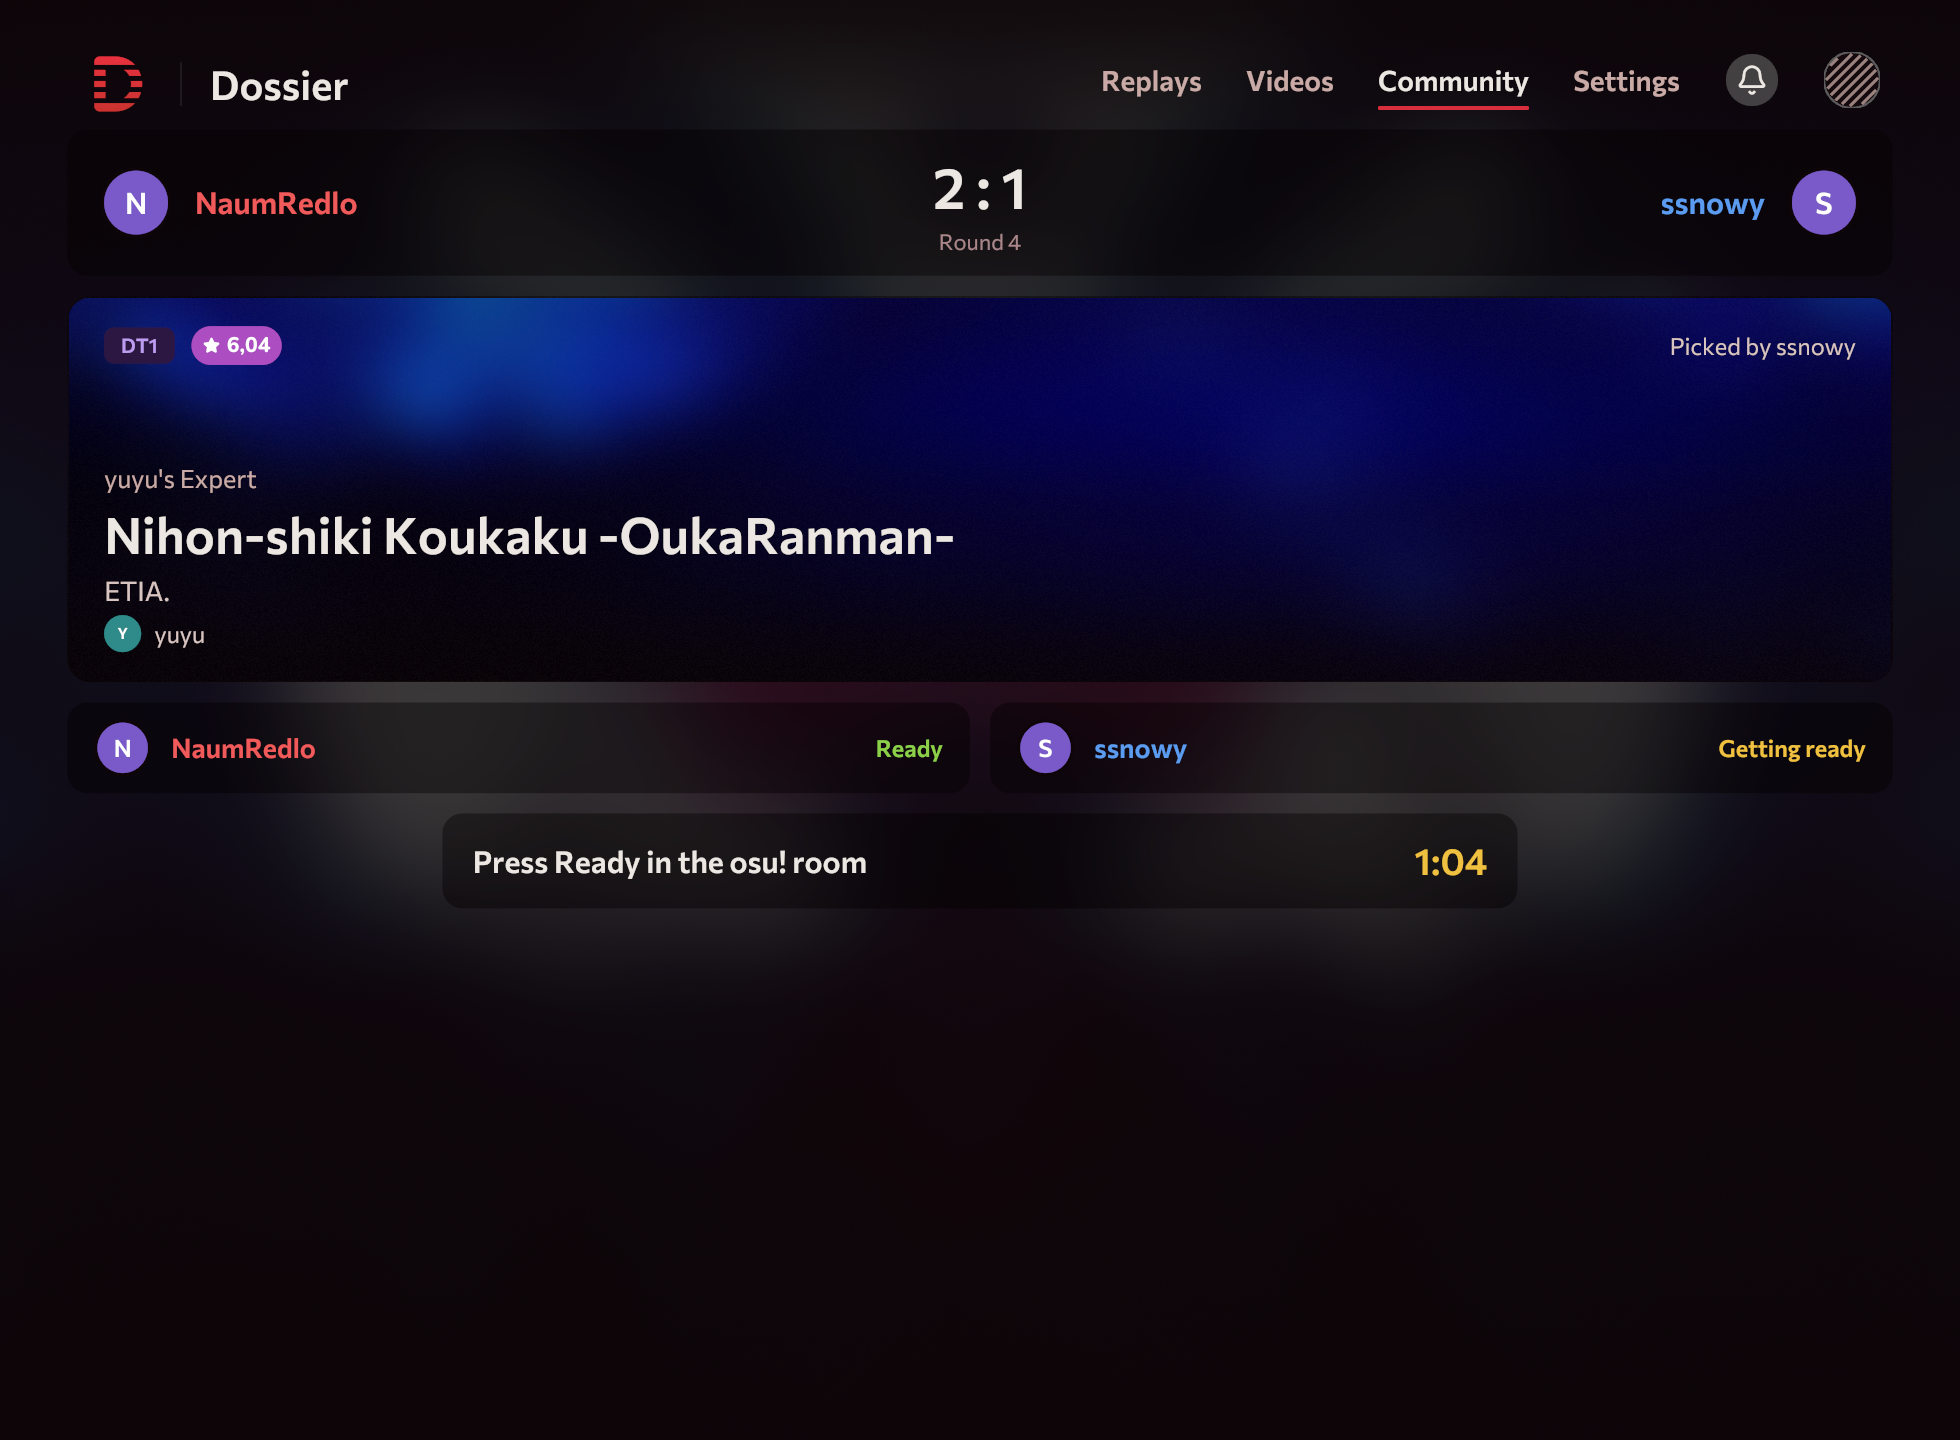 Dossier
Replays
Videos
Community
Settings
N
NaumRedlo
2 : 1
Round 4
ssnowy
S
DT1
6,04
Picked by ssnowy
yuyu's Expert
Nihon-shiki Koukaku -OukaRanman-
ETIA.
Y
yuyu
N
NaumRedlo
Ready
S
ssnowy
Getting ready
Press Ready in the osu! room
1:04